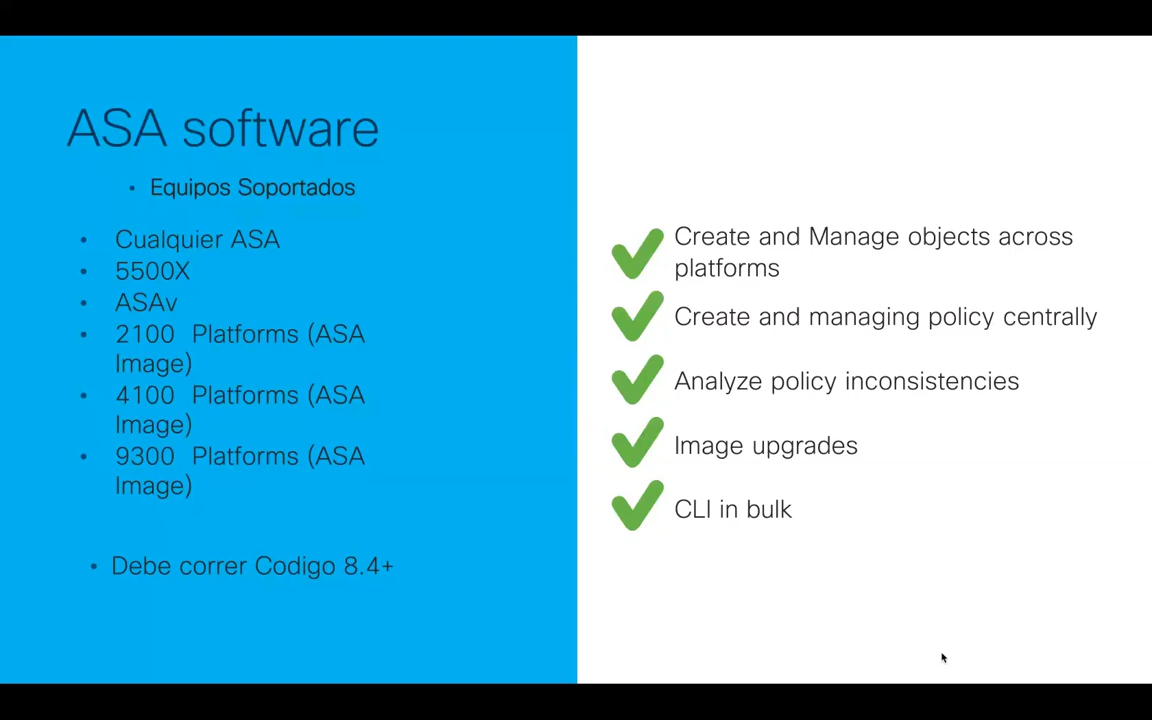 ASA software
• Equipos Soportados
• Cualquier ASA
• 5500X
• ASAv
• 2100 Platforms (ASA
Image)
• 4100 Platforms (ASA
Image)
• 9300 Platforms (ASA
Image)
• Debe correr Codigo 8.4+
Create and Manage objects across
platforms
Create and managing policy centrally
Analyze policy inconsistencies
Image upgrades
CLI in bulk